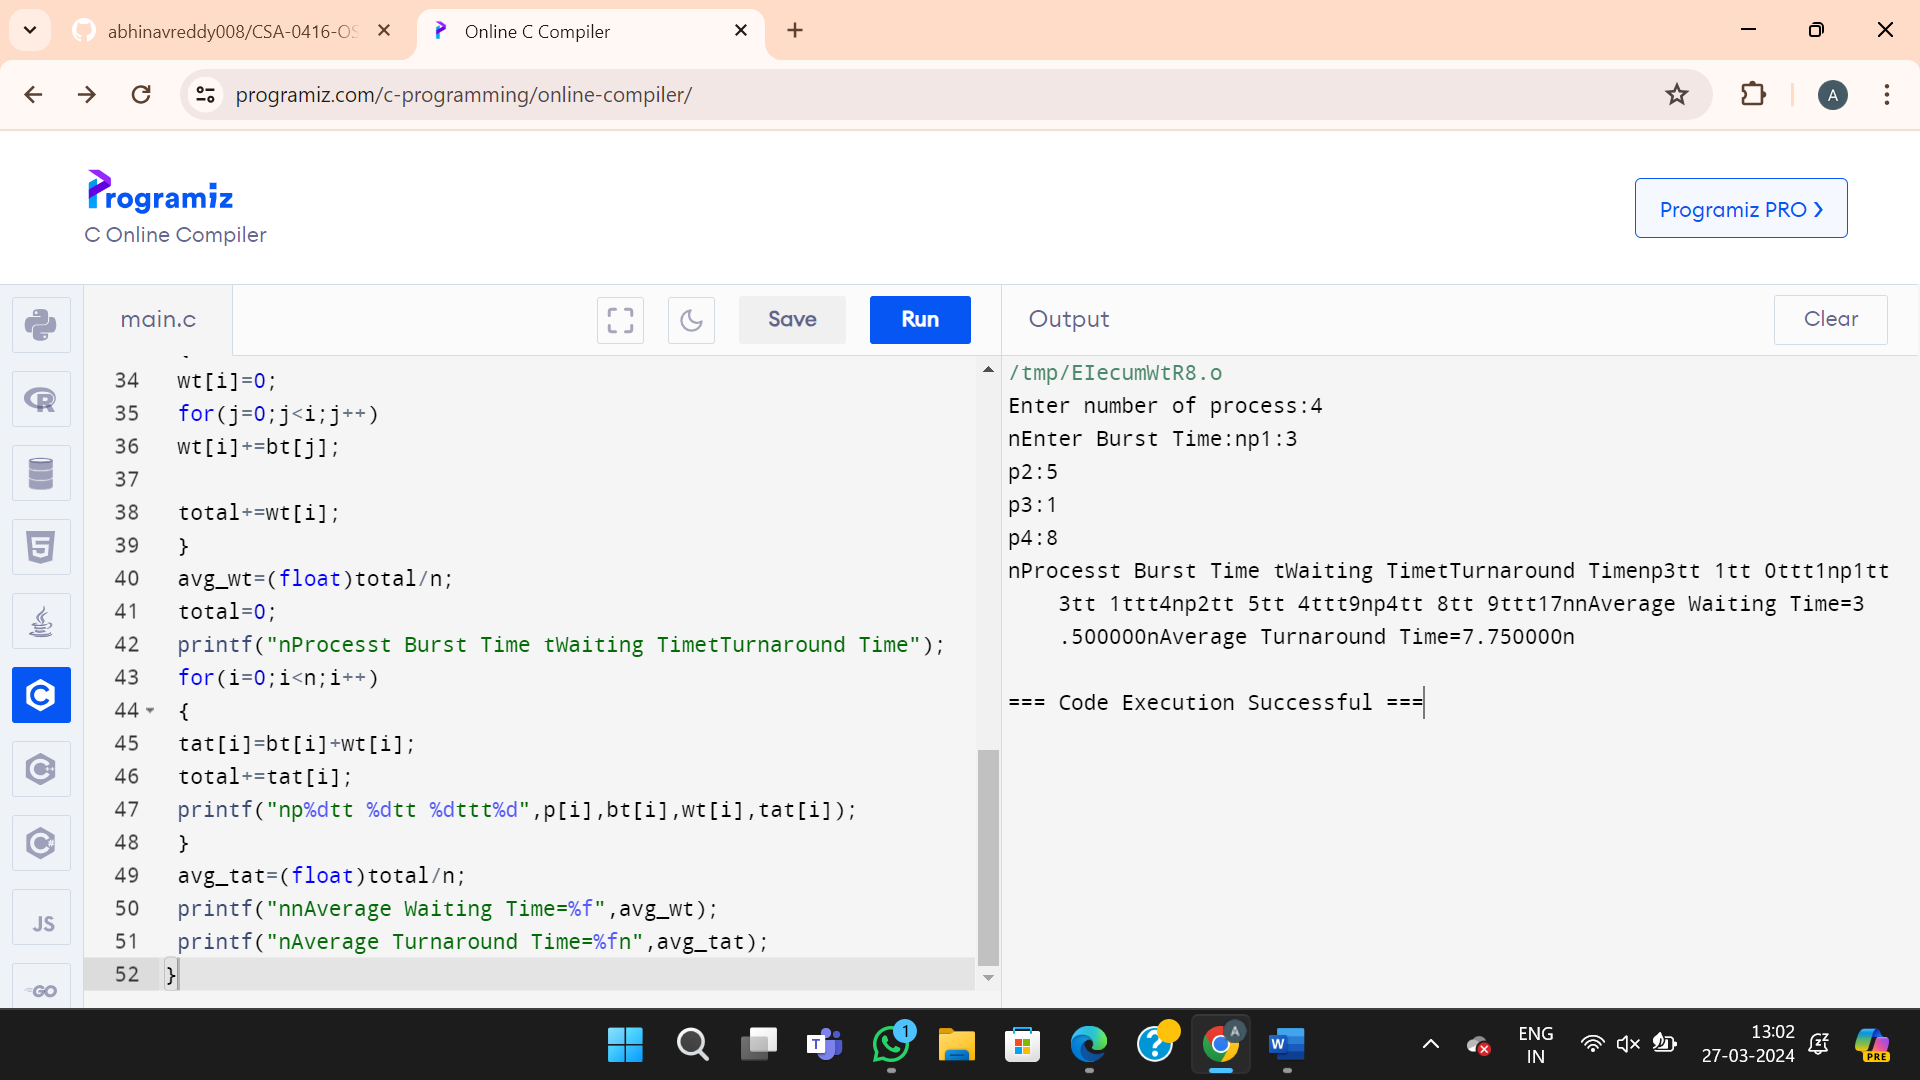 abhinavreddy008/CSA-0416-OS
Online C Compiler
programiz.com/c-programming/online-compiler/
A
Programiz
C Online Compiler
Programiz PRO
main.c
Save
Run
Output
Clear
34 wt[i]=0;
35 for(j=0;j<i;j++)
36 wt[i]+=bt[j];
37
38 total+=wt[i];
39 }
40 avg_wt=(float)total/n;
41 total=0;
42 printf("nProcesst Burst Time tWaiting TimetTurnaround Time");
43 for(i=0;i<n;i++)
44 {
45 tat[i]=bt[i]+wt[i];
46 total+=tat[i];
47 printf("np%dtt %dtt %dttt%d",p[i],bt[i],wt[i],tat[i]);
48 }
49 avg_tat=(float)total/n;
50 printf("nnAverage Waiting Time=%f",avg_wt);
51 printf("nAverage Turnaround Time=%fn",avg_tat);
52 }
/tmp/EIecumWtR8.o
Enter number of process:4
nEnter Burst Time:np1:3
p2:5
p3:1
p4:8
nProcesst Burst Time tWaiting TimetTurnaround Timenp3tt 1tt 0ttt1np1tt
3tt 1ttt4np2tt 5tt 4ttt9np4tt 8tt 9ttt17nnAverage Waiting Time=3
.500000nAverage Turnaround Time=7.750000n
=== Code Execution Successful ===
JS
GO
1
A
ENG
IN
13:02
27-03-2024
PRE